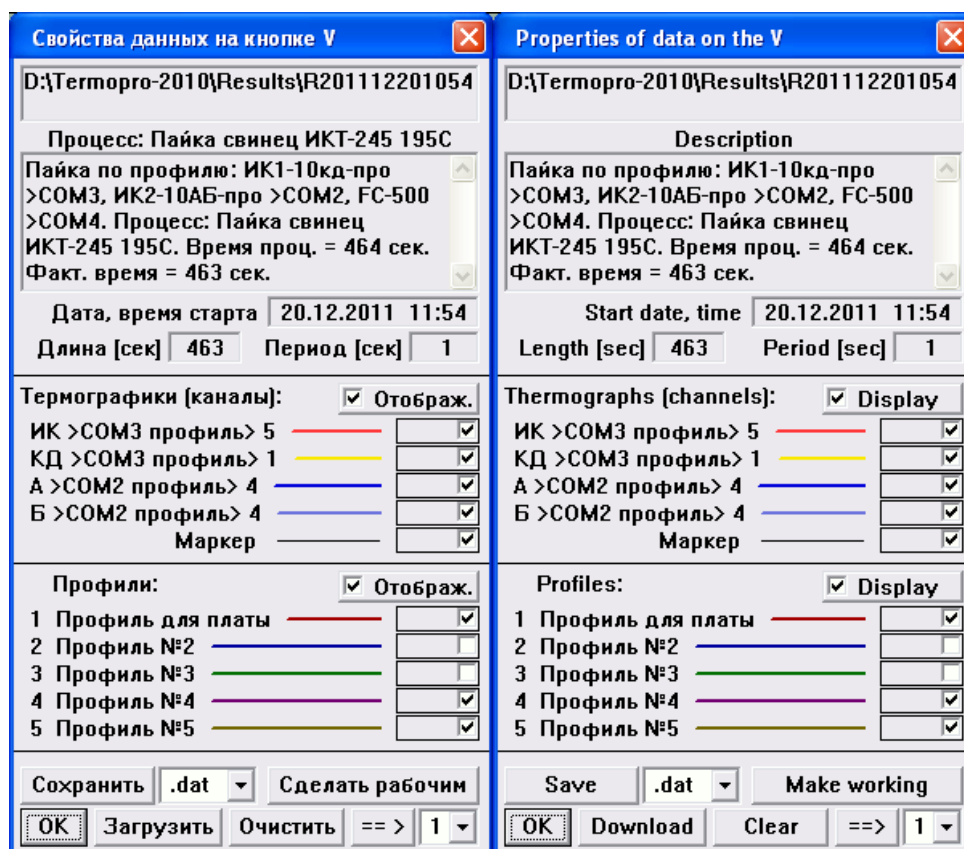 Свойства данных на кнопке V
D:\Termopro-2010\Results\R201112201054
Процесс: Пайка свинец ИКТ-245 195С
Пайка по профилю: ИК1-10кд-про
>COM3, ИК2-10АБ-про >COM2, FC-500
>COM4. Процесс: Пайка свинец
ИКТ-245 195С. Время проц. = 464 сек.
Факт. время = 463 сек.
Дата, время старта 20.12.2011 11:54
Длина [сек] 463 Период [сек] 1
Термографики (каналы): Отображ.
ИК >COM3 профиль> 5
КД >COM3 профиль> 1
А >COM2 профиль> 4
Б >COM2 профиль> 4
Маркер
Профили: Отображ.
1 Профиль для платы
2 Профиль №2
3 Профиль №3
4 Профиль №4
5 Профиль №5
Сохранить .dat Сделать рабочим
OK Загрузить Очистить == > 1
Properties of data on the V
D:\Termopro-2010\Results\R201112201054
Description
Пайка по профилю: ИК1-10кд-про
>COM3, ИК2-10АБ-про >COM2, FC-500
>COM4. Процесс: Пайка свинец
ИКТ-245 195С. Время проц. = 464 сек.
Факт. время = 463 сек.
Start date, time 20.12.2011 11:54
Length [sec] 463 Period [sec] 1
Thermographs (channels): Display
ИК >COM3 профиль> 5
КД >COM3 профиль> 1
А >COM2 профиль> 4
Б >COM2 профиль> 4
Маркер
Profiles: Display
1 Профиль для платы
2 Профиль №2
3 Профиль №3
4 Профиль №4
5 Профиль №5
Save .dat Make working
OK Download Clear ==> 1